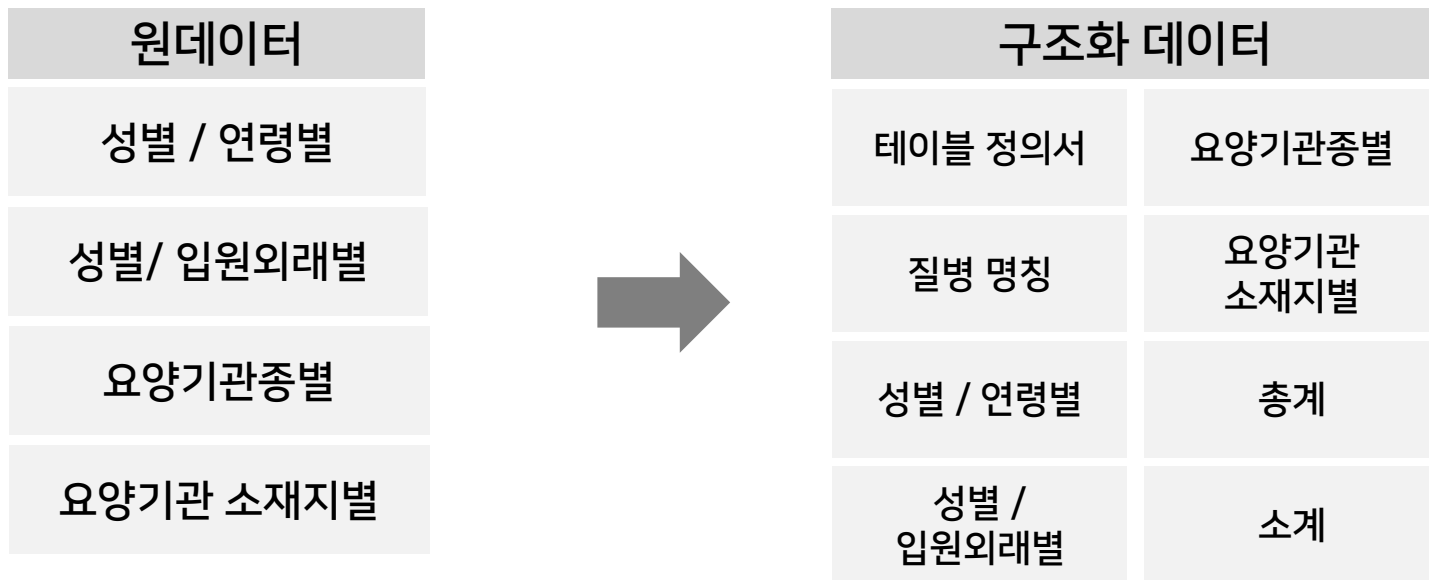 원데이터
성별 / 연령별
성별/ 입원외래별
요양기관종별
요양기관 소재지별
구조화 데이터
테이블 정의서
요양기관종별
질병 명칭
요양기관
소재지별
성별 / 연령별
총계
성별 /
입원외래별
소계